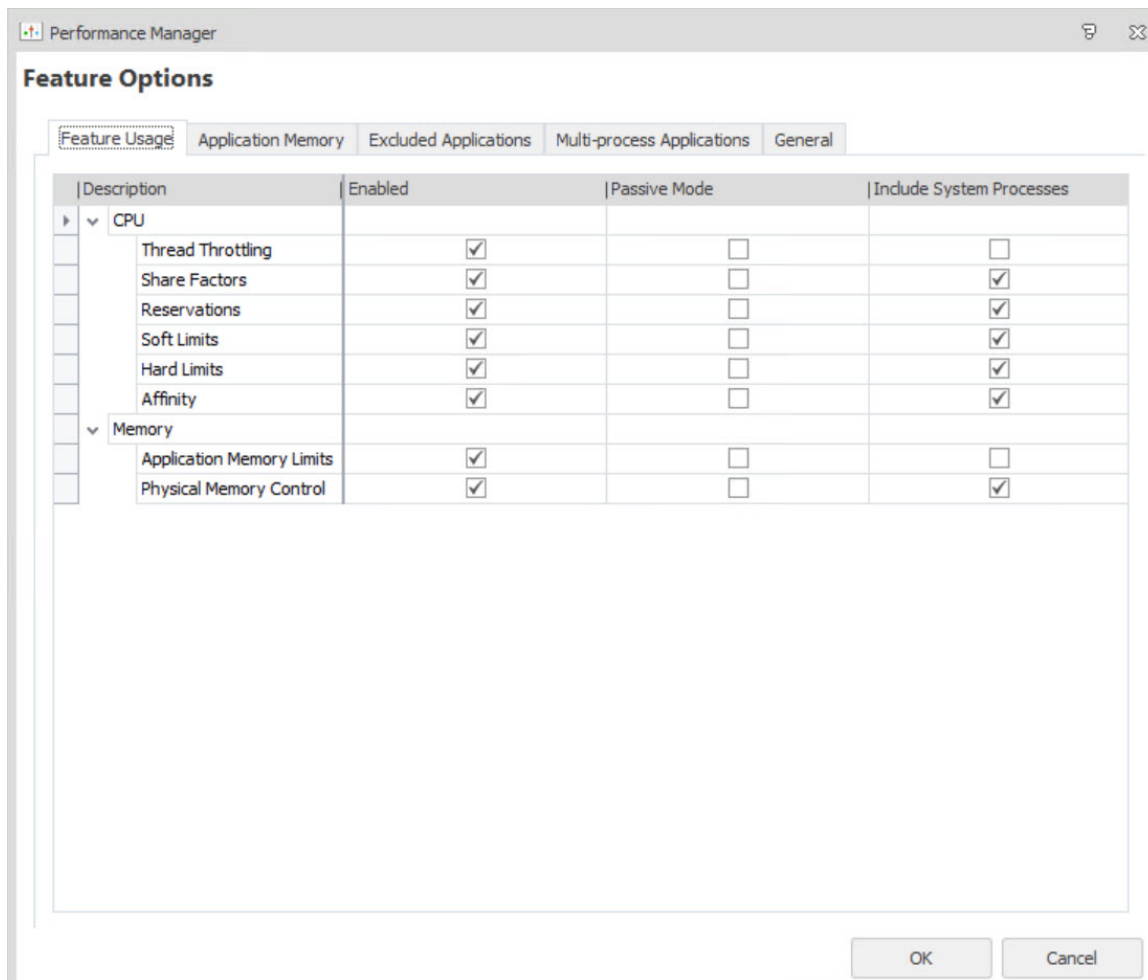 Performance Manager
Feature Options
Feature Usage Application Memory Excluded Applications Multi-process Applications General
Description Enabled Passive Mode Include System Processes
CPU
Thread Throttling
Share Factors
Reservations
Soft Limits
Hard Limits
Affinity
Memory
Application Memory Limits
Physical Memory Control
OK Cancel